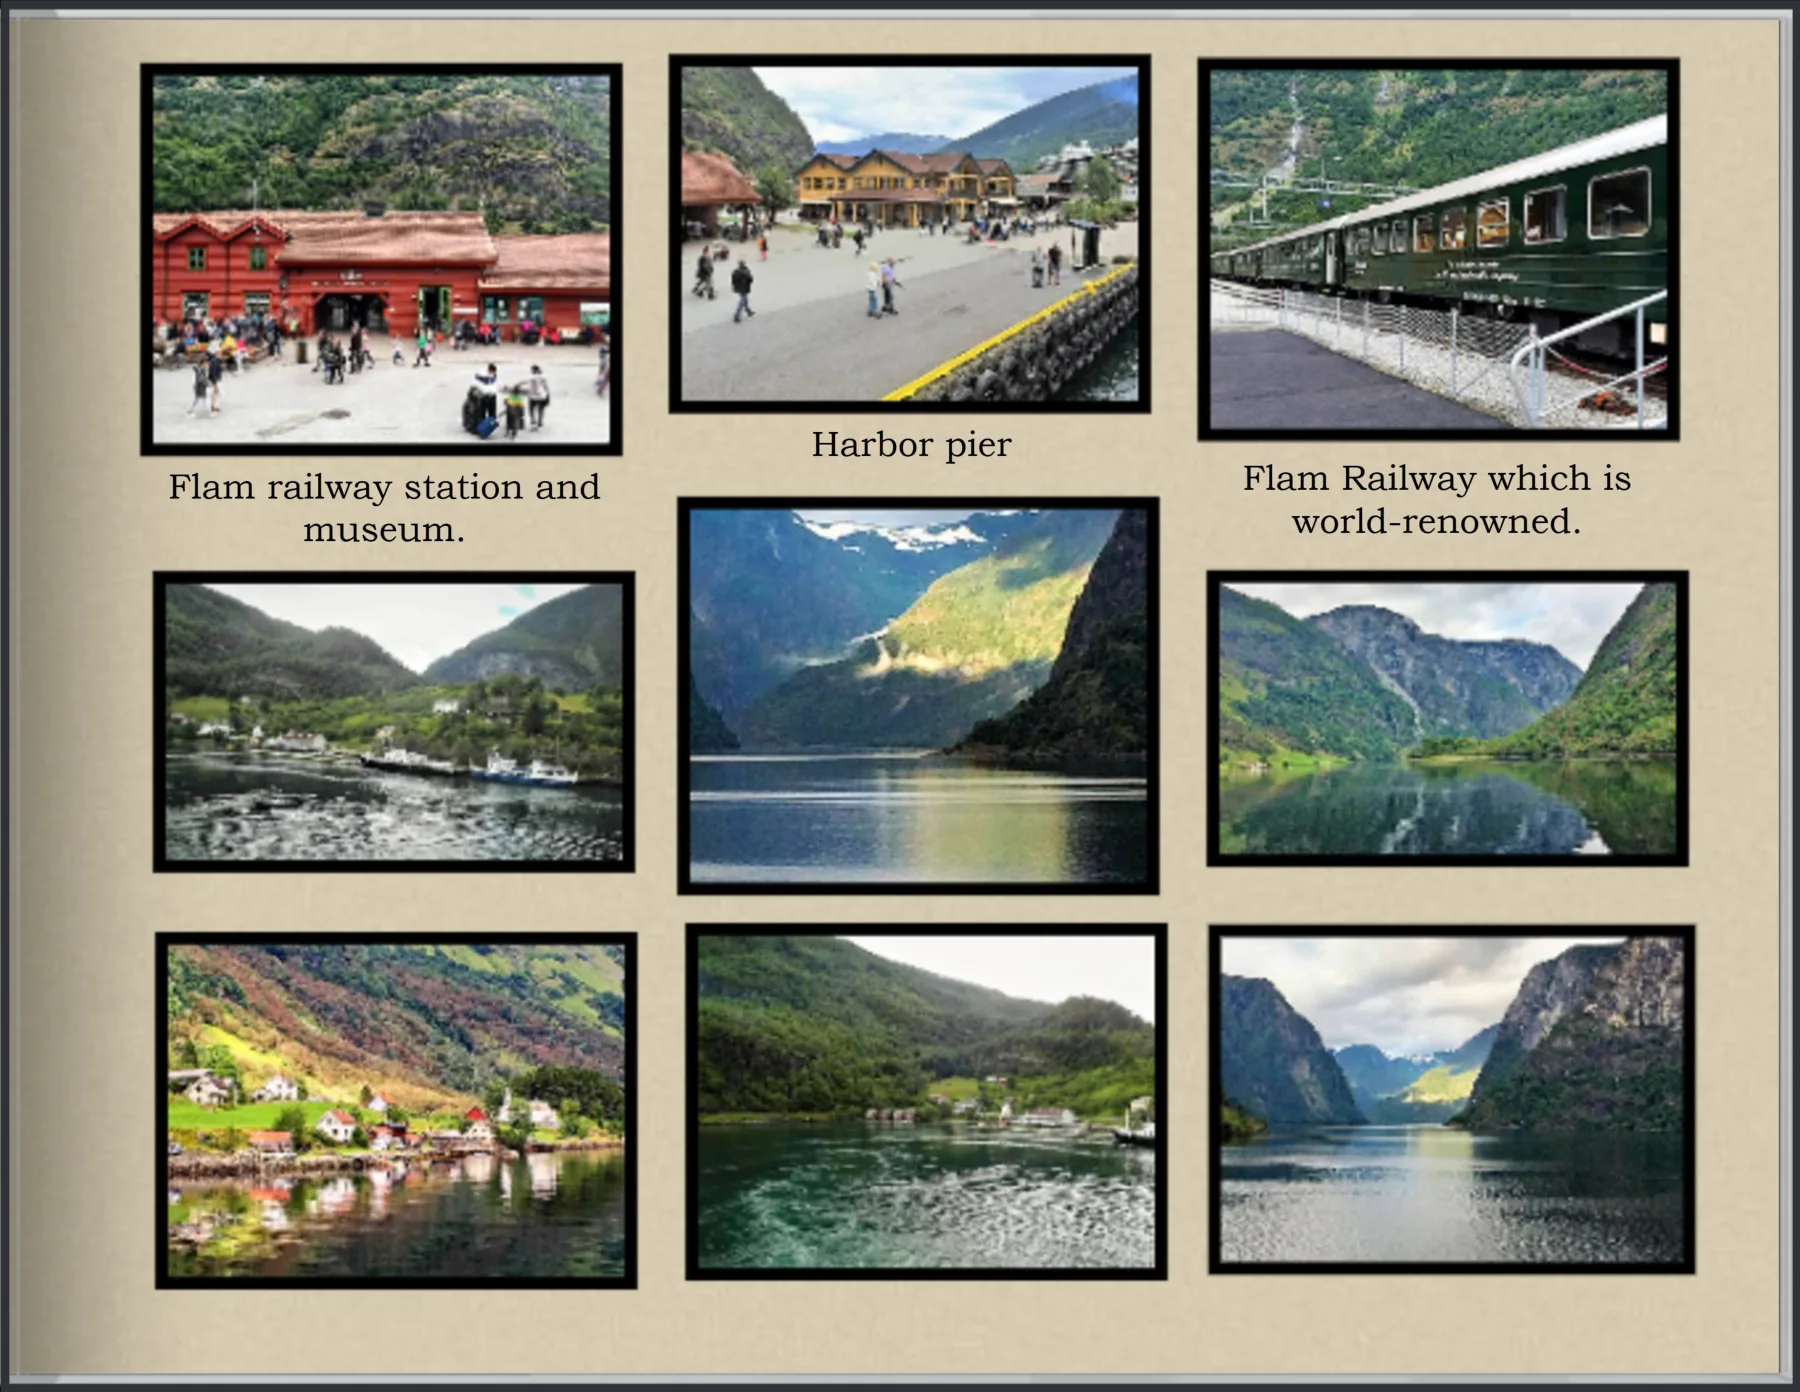 Harbor pier
Flam railway station and
museum.
Flam Railway which is
world-renowned.